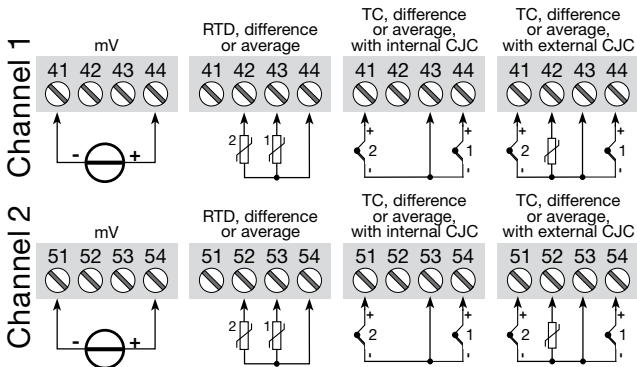 Channel 1
mV
41 42 43 44
- +
RTD, difference
or average
41 42 43 44
2 1
TC, difference
or average,
with internal CJC
41 42 43 44
+ +
2 1
- -
TC, difference
or average,
with external CJC
41 42 43 44
+ +
2 1
- -
Channel 2
mV
51 52 53 54
- +
RTD, difference
or average
51 52 53 54
2 1
TC, difference
or average,
with internal CJC
51 52 53 54
+ +
2 1
- -
TC, difference
or average,
with external CJC
51 52 53 54
+ +
2 1
- -